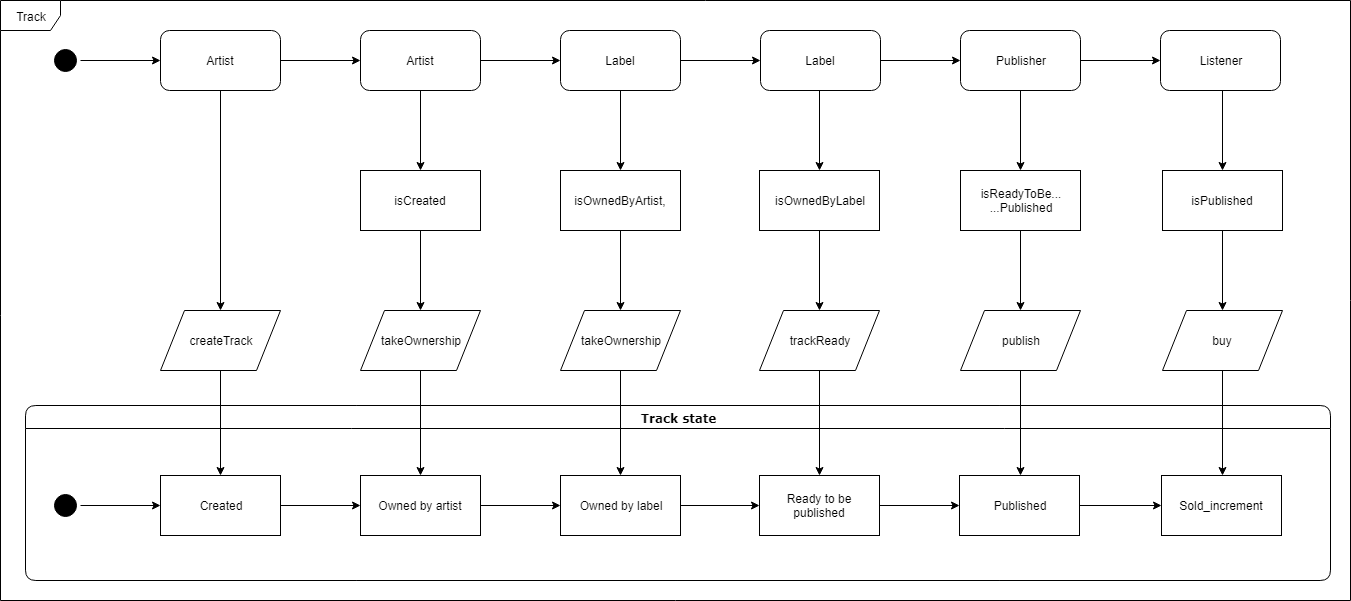 Track
Artist
Artist
Label
Label
Publisher
Listener
isCreated
isOwnedByArtist,
isOwnedByLabel
isReadyToBe...
...Published
isPublished
createTrack
takeOwnership
takeOwnership
trackReady
publish
buy
Track state
Created
Owned by artist
Owned by label
Ready to be
published
Published
Sold_increment